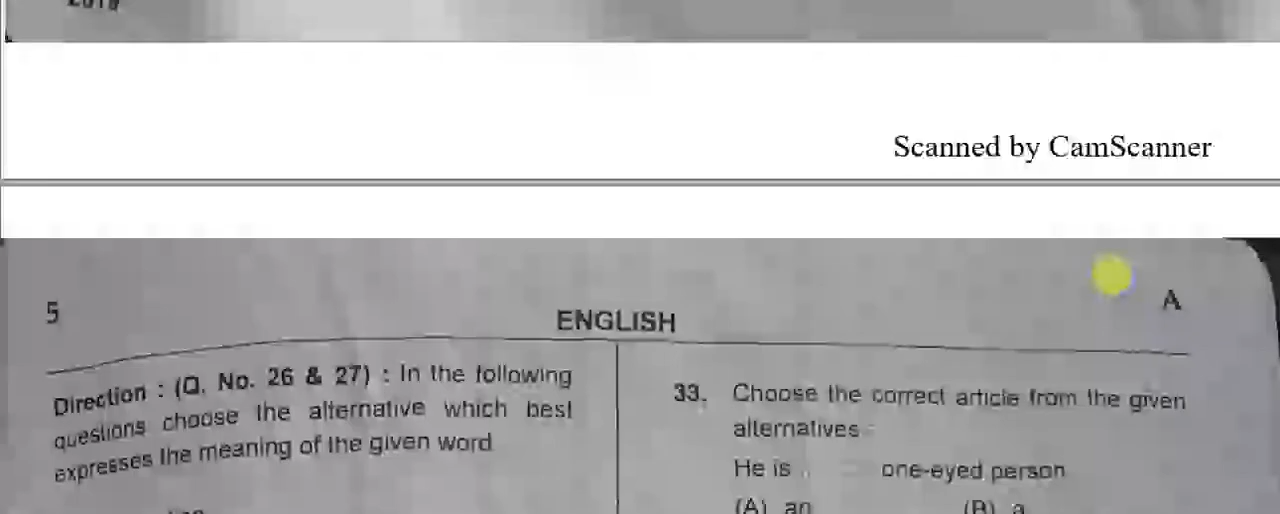 2019
Scanned by CamScanner
5
ENGLISH
A
Direction : (Q. No. 26 & 27) : In the following
questions choose the alternative which best
expresses the meaning of the given word
33. Choose the correct article from the given
alternatives
He is one-eyed person
(A) an (B) a